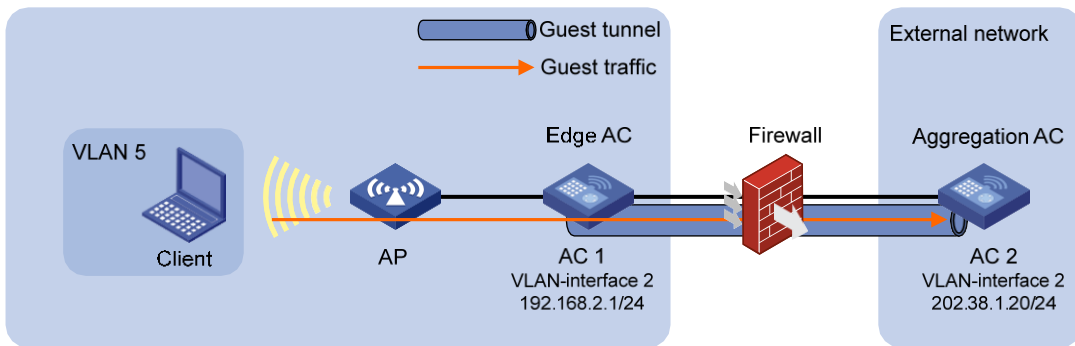 Guest tunnel
Guest traffic
External network
VLAN 5
Client
AP
Edge AC
AC 1
VLAN-interface 2
192.168.2.1/24
Firewall
Aggregation AC
AC 2
VLAN-interface 2
202.38.1.20/24